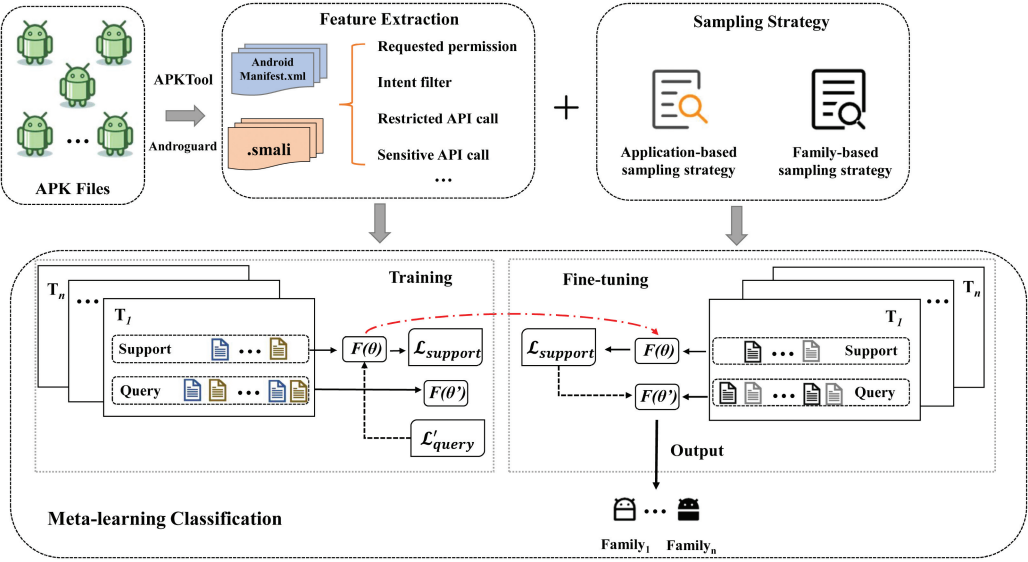 Feature Extraction
Sampling Strategy
APKTool
Androguard
APK Files
...
Android
Manifest.xml
.smali
Requested permission
Intent filter
Restricted API call
Sensitive API call
...
+
Application-based
sampling strategy
Family-based
sampling strategy
Training
Tn
...
T1
Support
...
Query
...
F(θ)
ℒsupport
F(θ')
ℒ'query
Fine-tuning
Tn
...
T1
Support
...
Query
...
ℒsupport
F(θ)
F(θ')
Output
...
Family1
Familyn
Meta-learning Classification